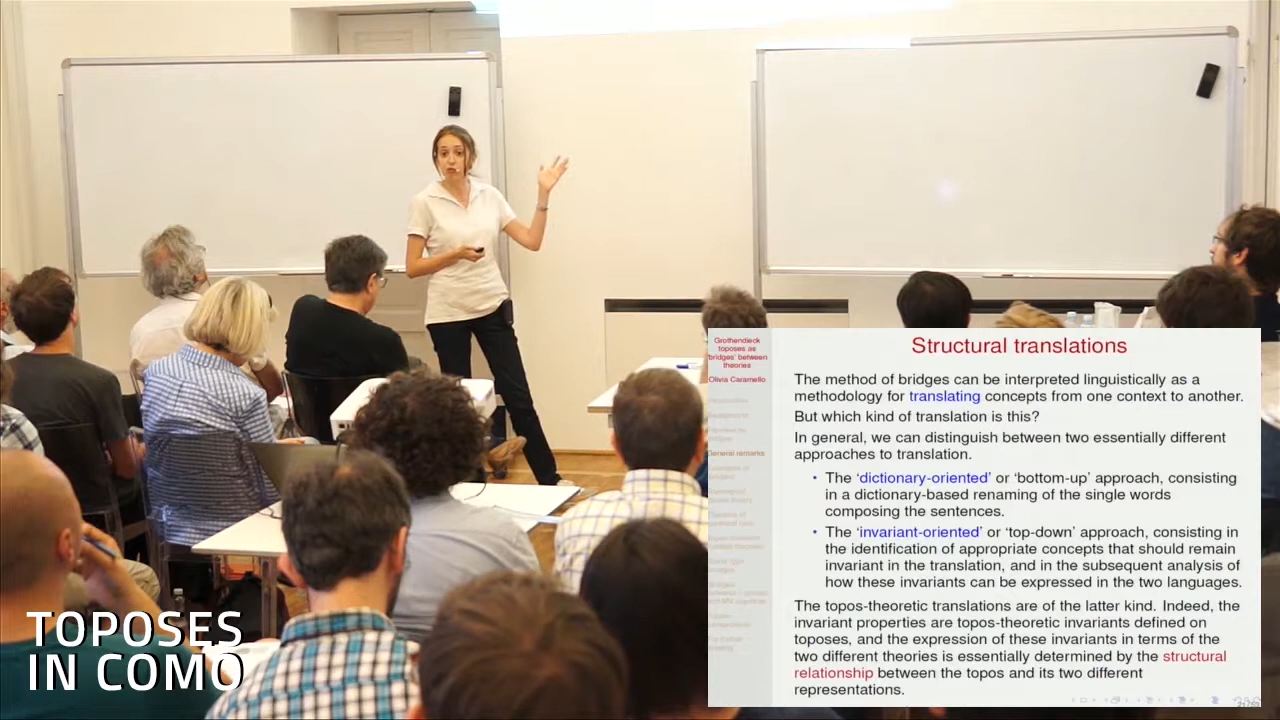 Grothendieck
toposes as
'bridges' between
theories
Olivia Caramello
General remarks
Structural translations
The method of bridges can be interpreted linguistically as a
methodology for translating concepts from one context to another.
But which kind of translation is this?
In general, we can distinguish between two essentially different
approaches to translation.
• The ‘dictionary-oriented’ or ‘bottom-up’ approach, consisting
in a dictionary-based renaming of the single words
composing the sentences.
• The ‘invariant-oriented’ or ‘top-down’ approach, consisting in
the identification of appropriate concepts that should remain
invariant in the translation, and in the subsequent analysis of
how these invariants can be expressed in the two languages.
The topos-theoretic translations are of the latter kind. Indeed, the
invariant properties are topos-theoretic invariants defined on
toposes, and the expression of these invariants in terms of the
two different theories is essentially determined by the structural
relationship between the topos and its two different
representations.
TOPOSES
IN COMO